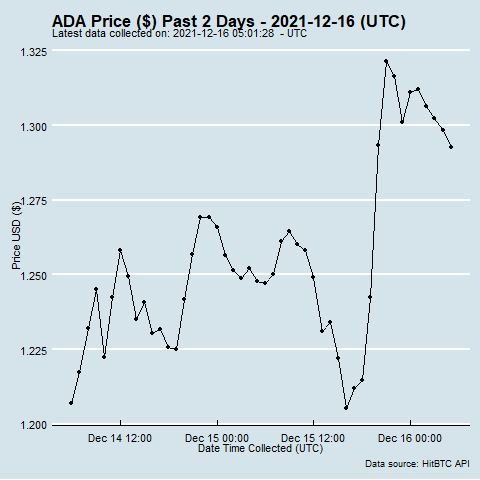 ADA Price ($) Past 2 Days - 2021-12-16 (UTC)
Latest data collected on: 2021-12-16 05:01:28  - UTC
1.325
1.300
1.275
1.250
1.225
1.200
Price USD ($)
Dec 14 12:00
Dec 15 00:00
Dec 15 12:00
Dec 16 00:00
Date Time Collected (UTC)
Data source: HitBTC API